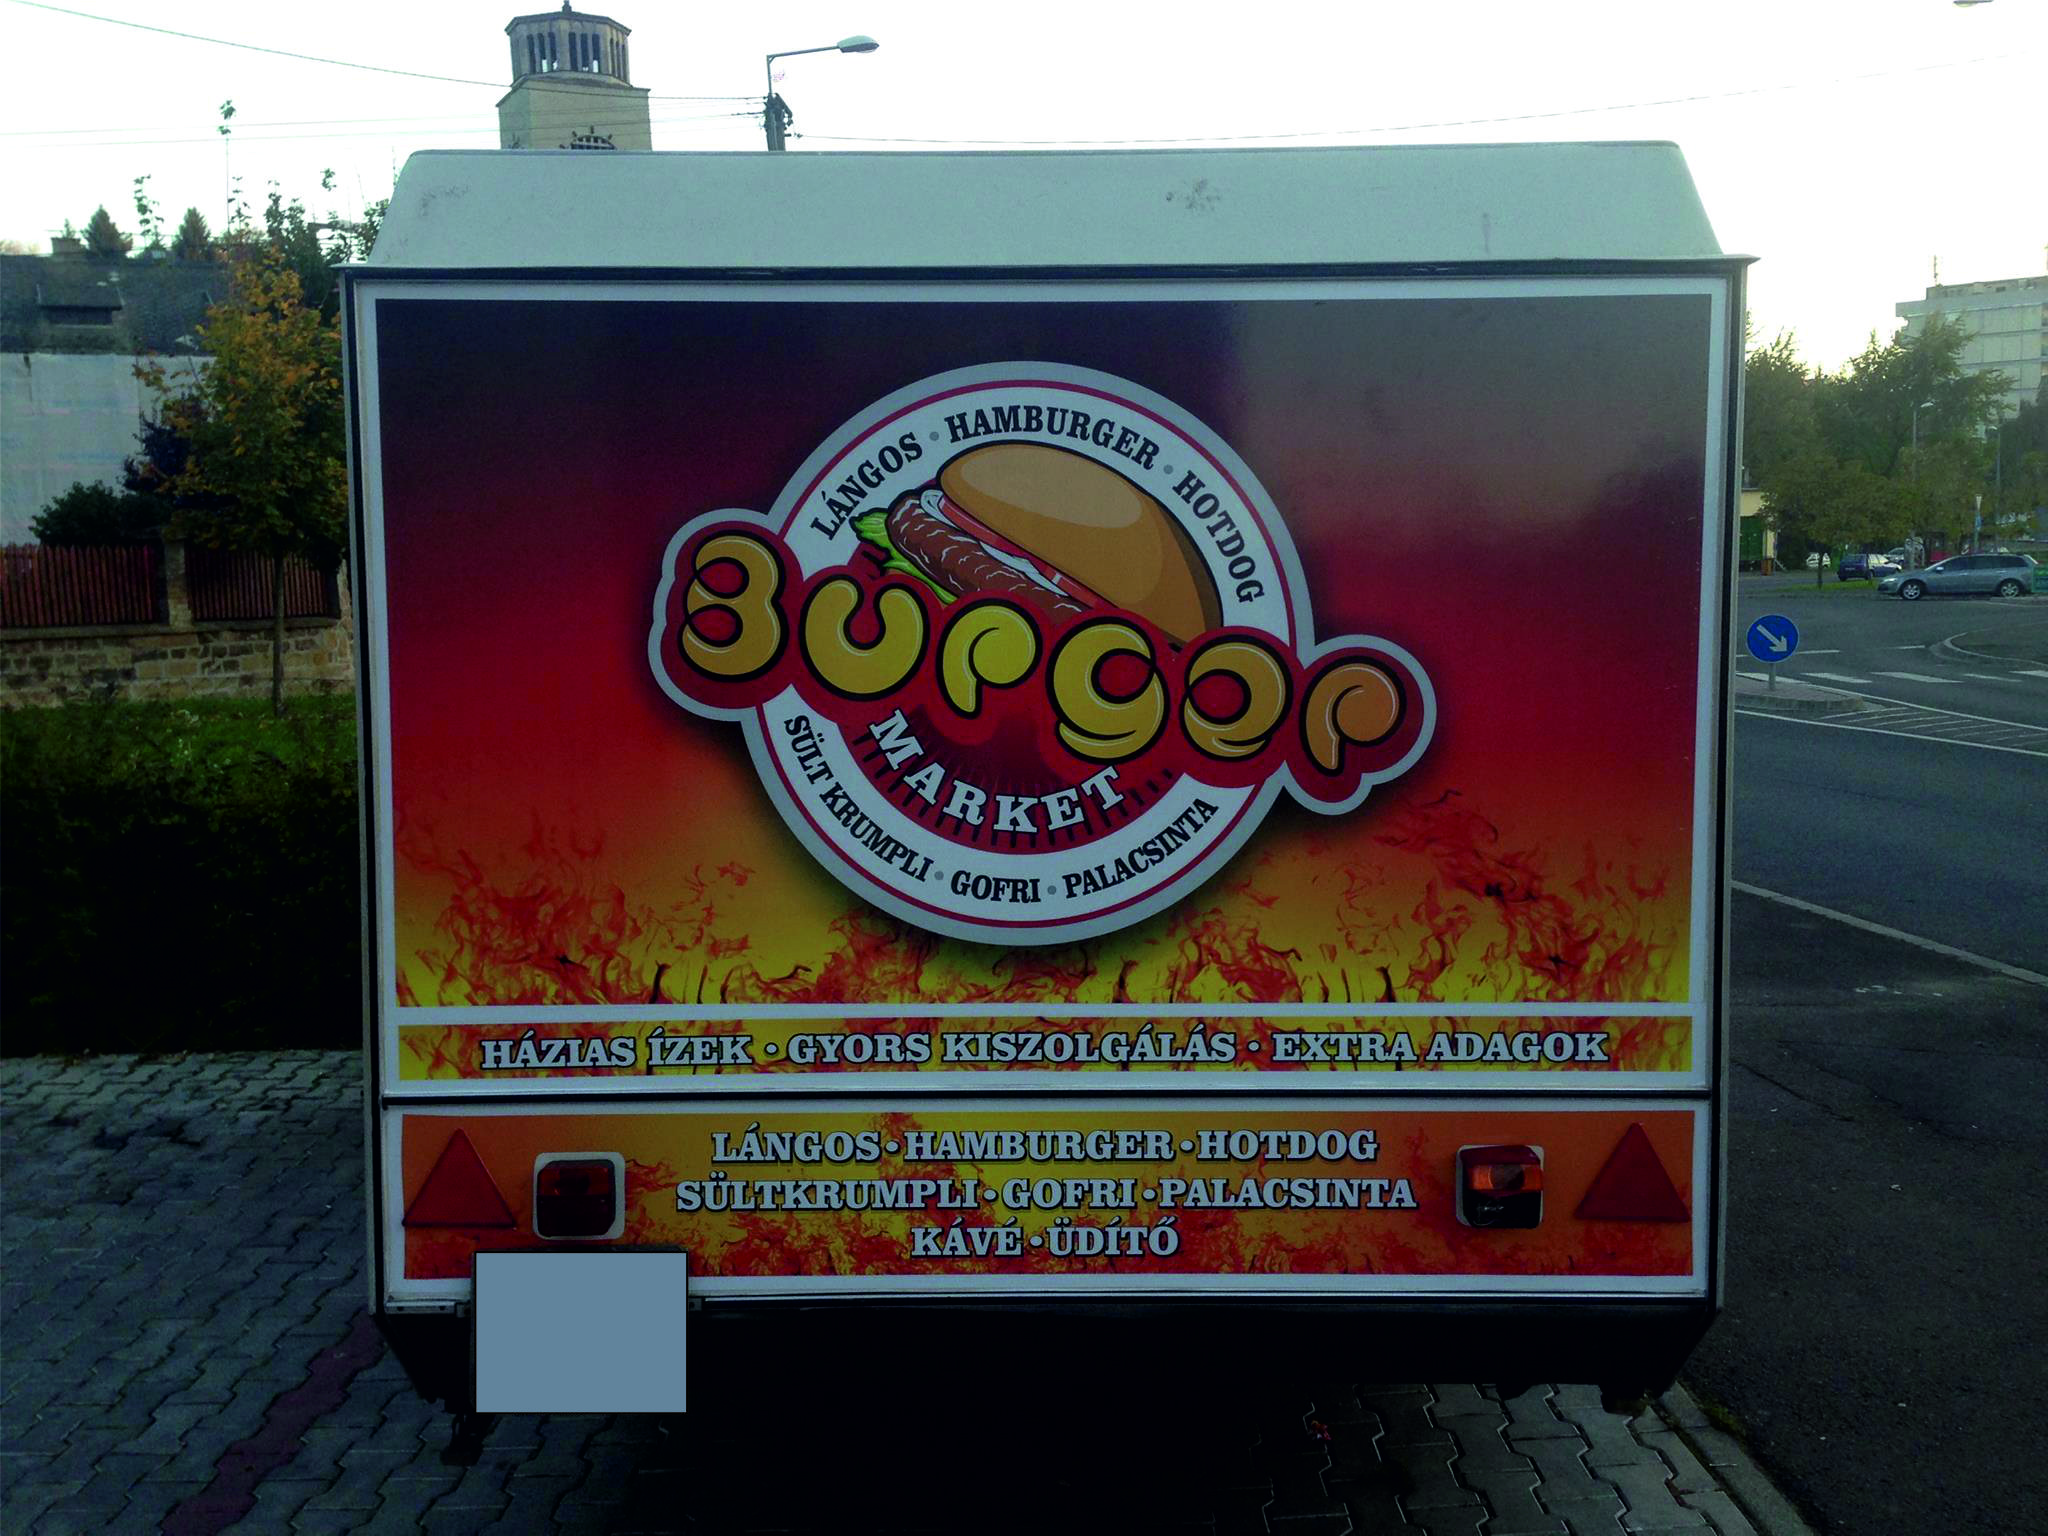 LÁNGOS • HAMBURGER • HOTDOG
Burger
MARKET
SÜLT KRUMPLI • GOFRI • PALACSINTA
HÁZIAS ÍZEK • GYORS KISZOLGÁLÁS • EXTRA ADAGOK
LÁNGOS • HAMBURGER • HOTDOG
SÜLTKRUMPLI • GOFRI • PALACSINTA
KÁVÉ • ÜDÍTŐ